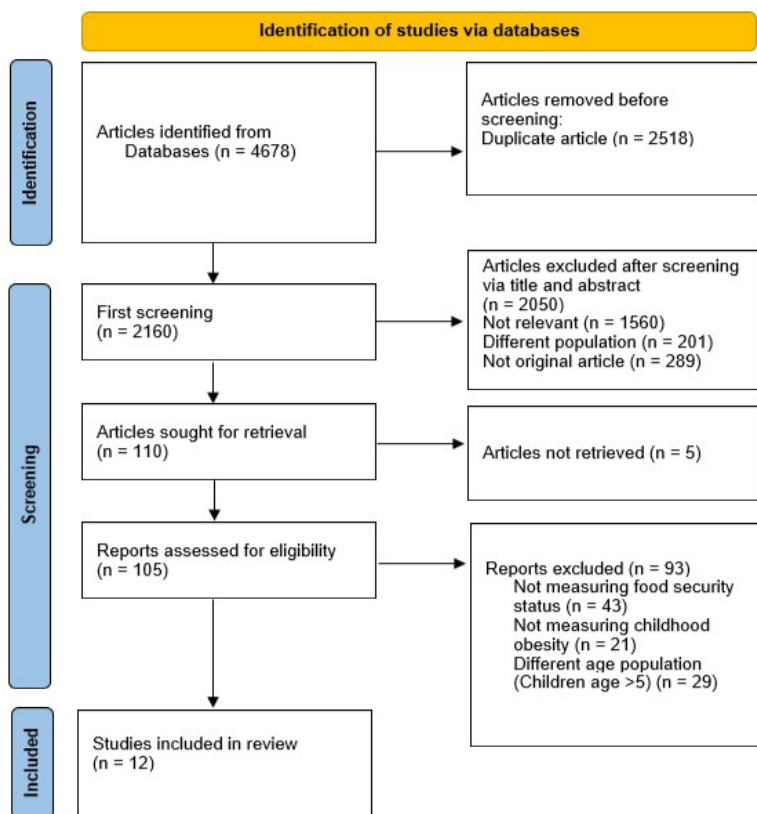 Identification of studies via databases
Identification
Articles identified from
Databases (n = 4678)
Articles removed before
screening:
Duplicate article (n = 2518)
Screening
First screening
(n = 2160)
Articles excluded after screening
via title and abstract
(n = 2050)
Not relevant (n = 1560)
Different population (n = 201)
Not original article (n = 289)
Articles sought for retrieval
(n = 110)
Articles not retrieved (n = 5)
Reports assessed for eligibility
(n = 105)
Reports excluded (n = 93)
Not measuring food security
status (n = 43)
Not measuring childhood
obesity (n = 21)
Different age population
(Children age >5) (n = 29)
Included
Studies included in review
(n = 12)